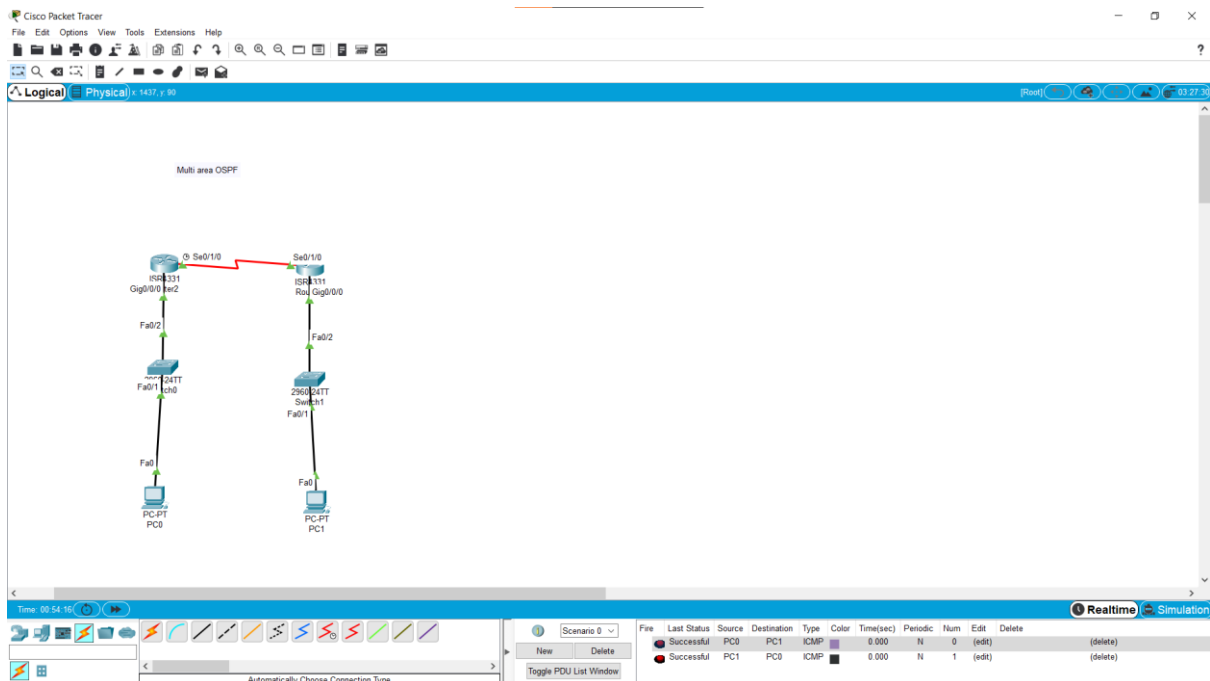 Cisco Packet Tracer
File Edit Options View Tools Extensions Help
?
Logical Physical x: 1437, y: 90 [Root] 03:27:30
Multi area OSPF
Se0/1/0 Se0/1/0
ISR4331
Gig0/0/0
ISR4331
Rou Gig0/0/0
Fa0/2
Fa0/2
24TT
Fa0/1
2960-24TT
Switch1
Fa0/1
Fa0
Fa0
PC-PT
PC0
PC-PT
PC1
Time: 00:54:16 Realtime Simulation
Scenario 0
New Delete
Toggle PDU List Window
Fire Last Status Source Destination Type Color Time(sec) Periodic Num Edit Delete
Successful PC0 PC1 ICMP 0.000 N 0 (edit) (delete)
Successful PC1 PC0 ICMP 0.000 N 1 (edit) (delete)
Automatically Choose Connection Type